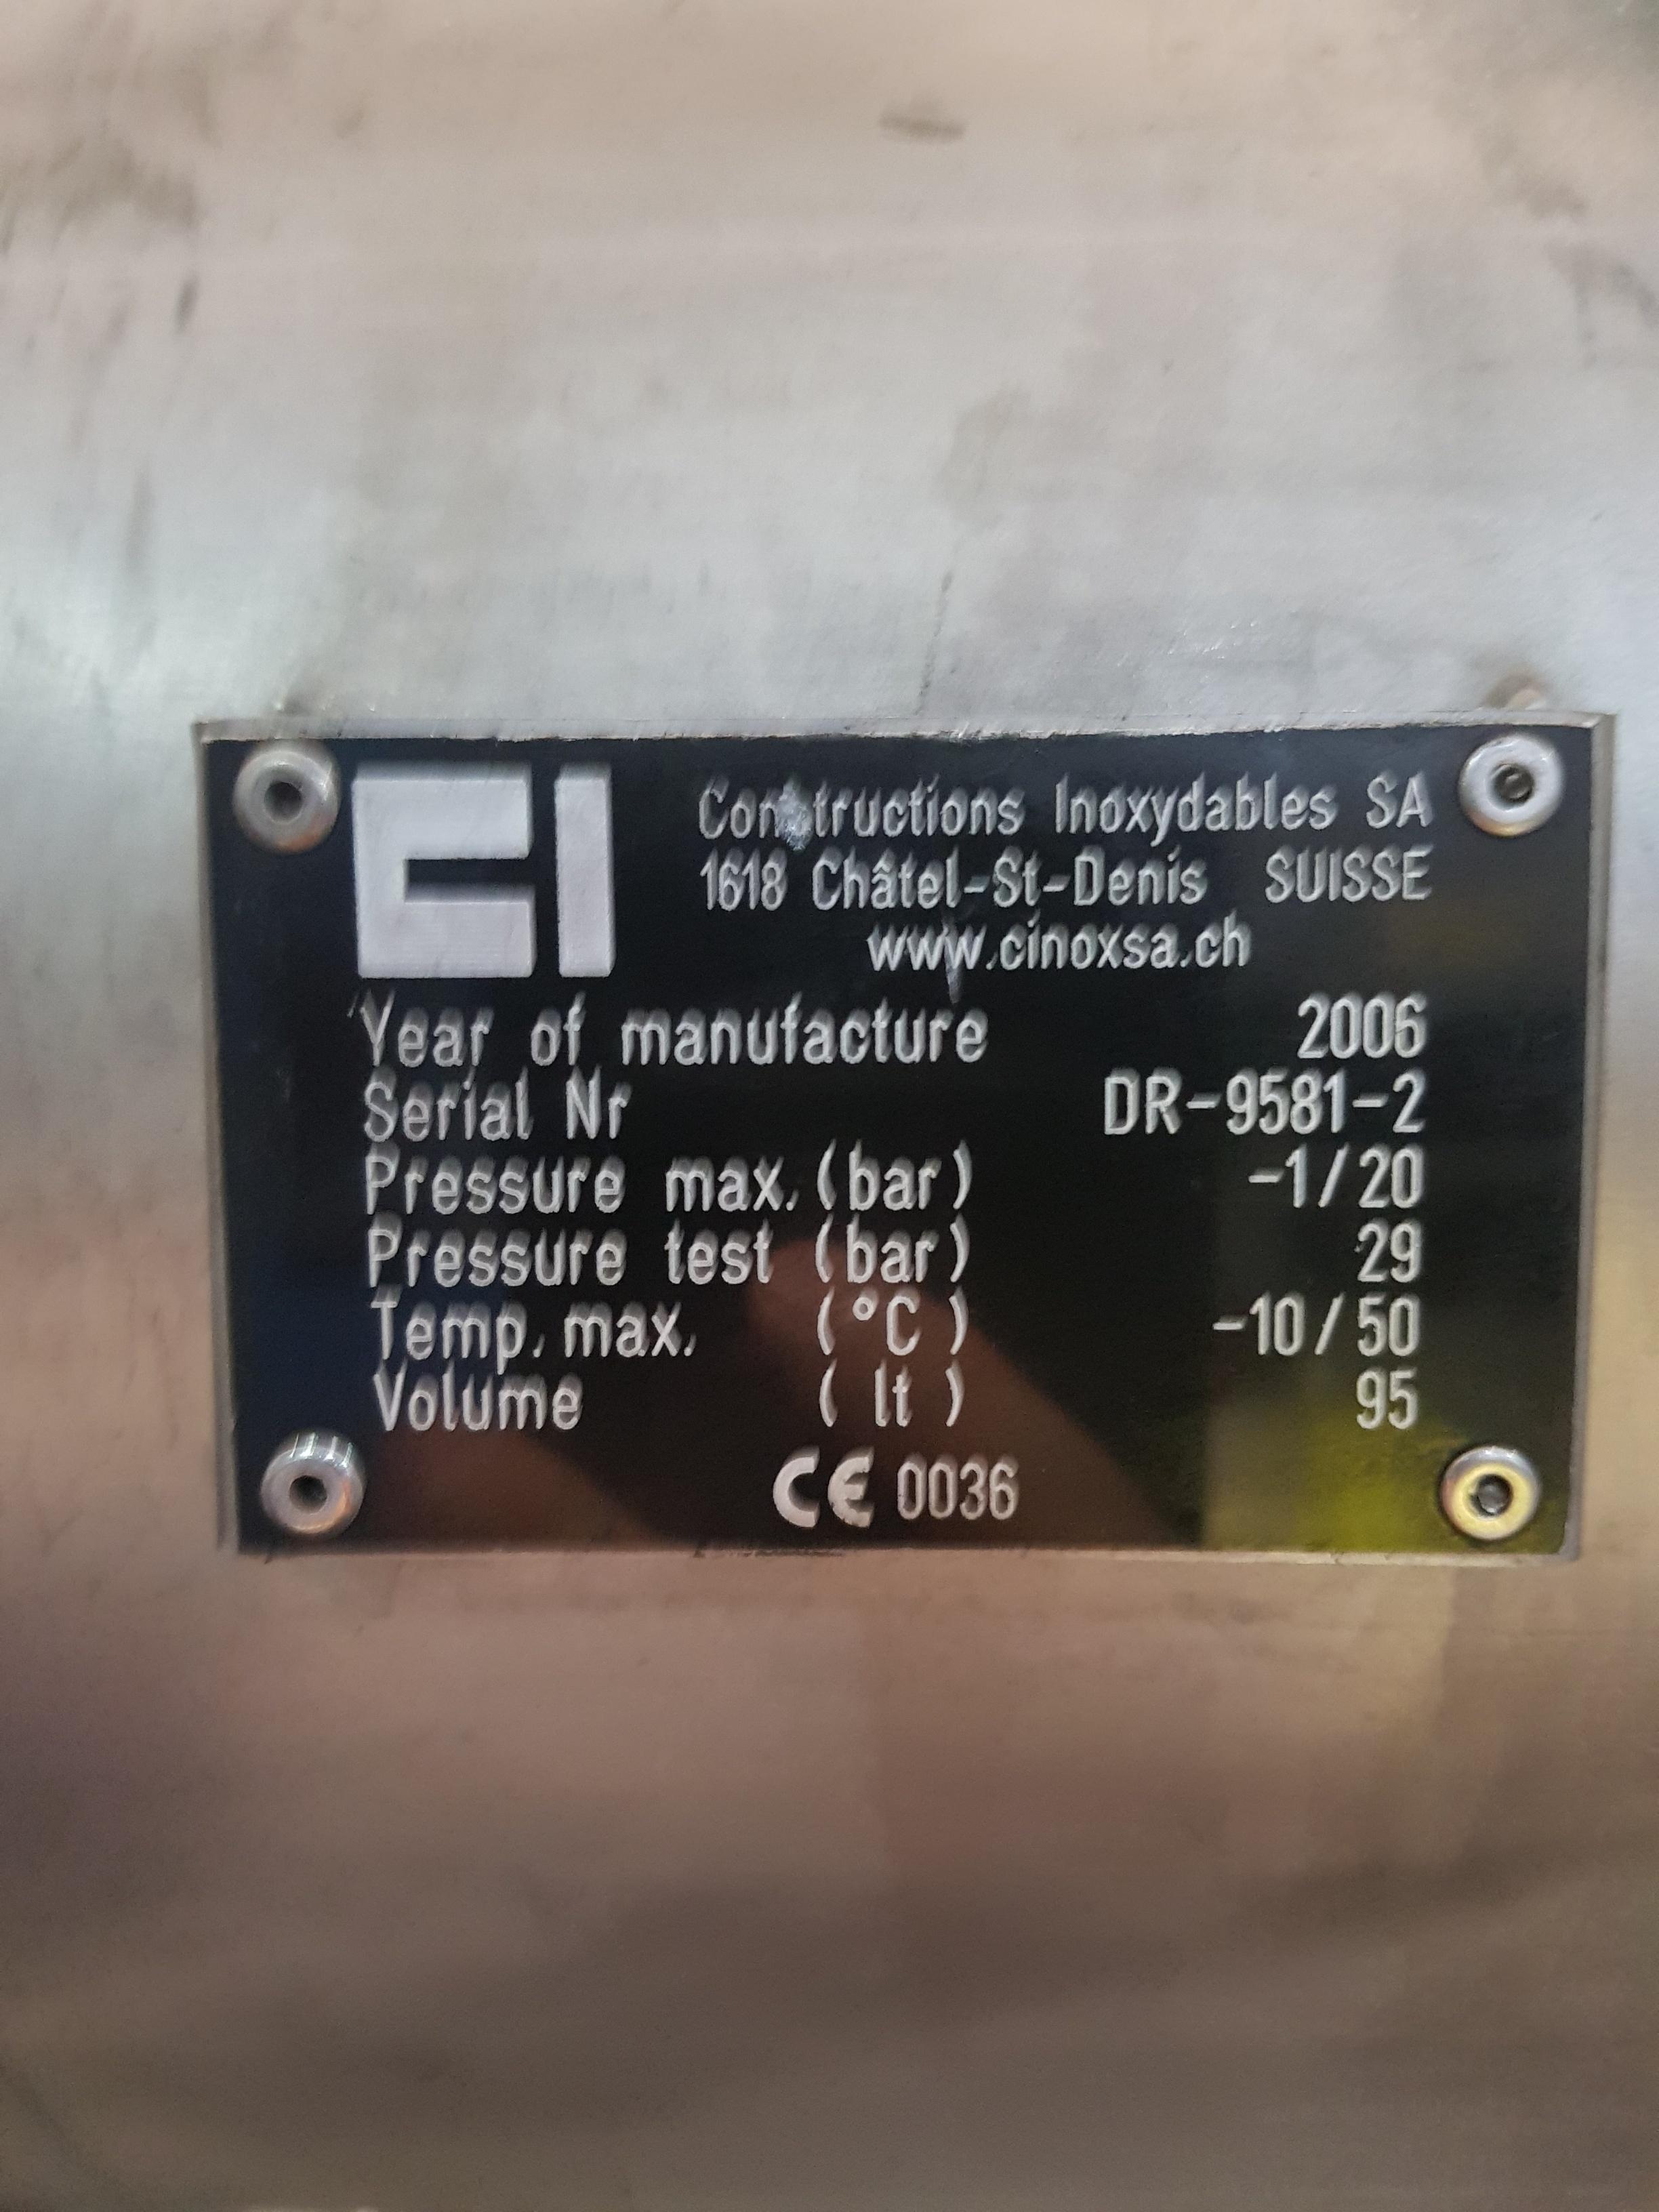 CI
Constructions Inoxydables SA
1618 Châtel-St-Denis SUISSE
www.cinoxsa.ch
Year of manufacture 2006
Serial Nr DR-9581-2
Pressure max. (bar) -1/20
Pressure test (bar) 29
Temp. max. (°C) -10/50
Volume (lt) 95
CE 0036